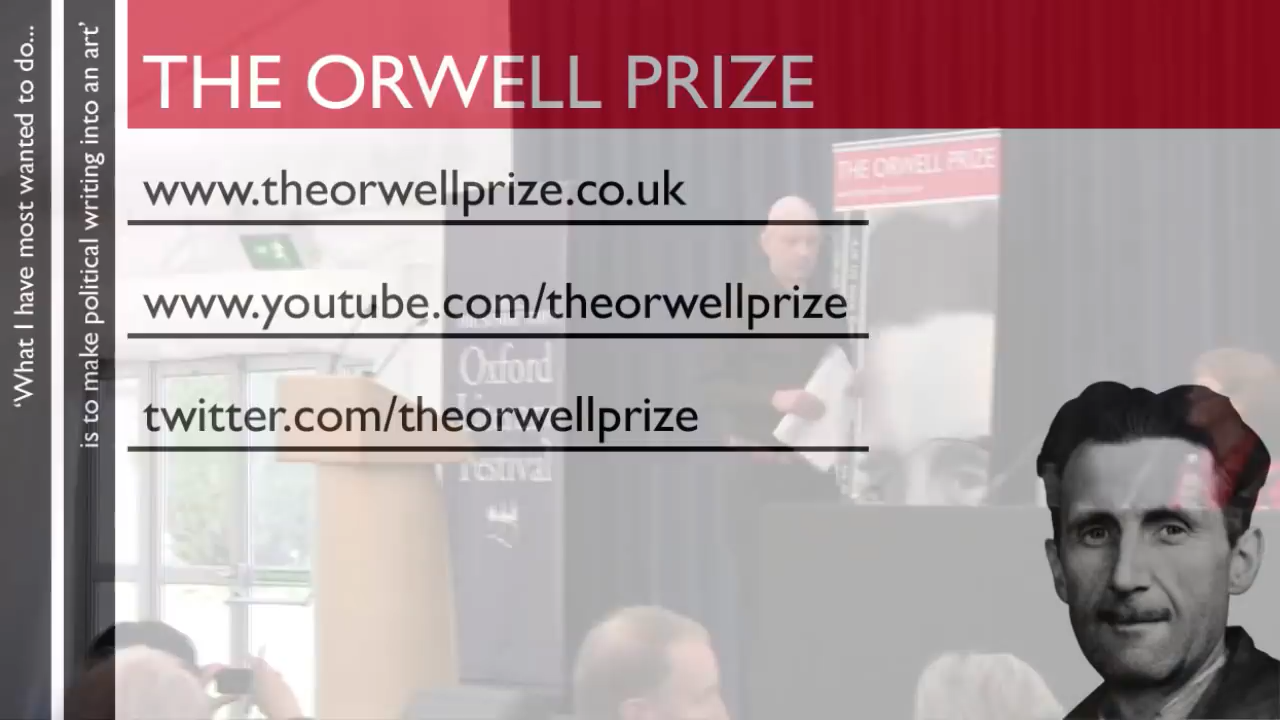 'What I have most wanted to do...
is to make political writing into an art'
THE ORWELL PRIZE
www.theorwellprize.co.uk
www.youtube.com/theorwellprize
twitter.com/theorwellprize
THE ORWELL PRIZE
Oxford
Literary
Festival